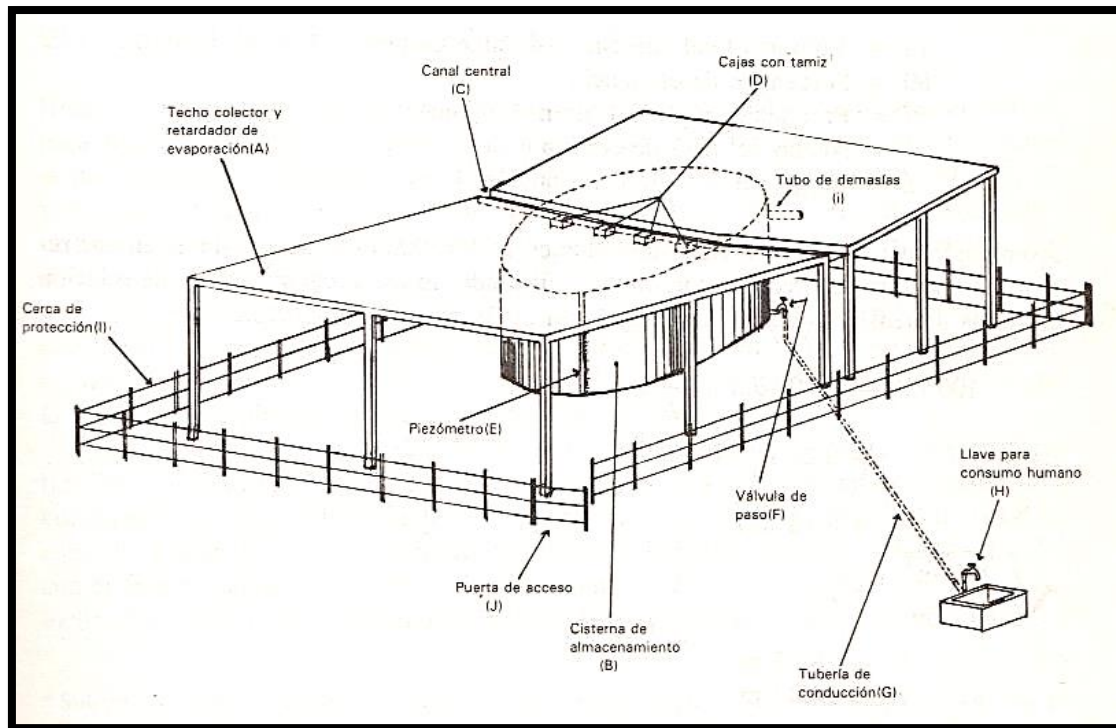 Canal central
(C)
Cajas con tamiz
(D)
Techo colector y
retardador de
evaporación(A)
Tubo de demasías
(i)
Cerca de
protección(I)
Piezómetro(E)
Válvula de
paso(F)
Llave para
consumo humano
(H)
Puerta de acceso
(J)
Cisterna de
almacenamiento
(B)
Tubería de
conducción(G)